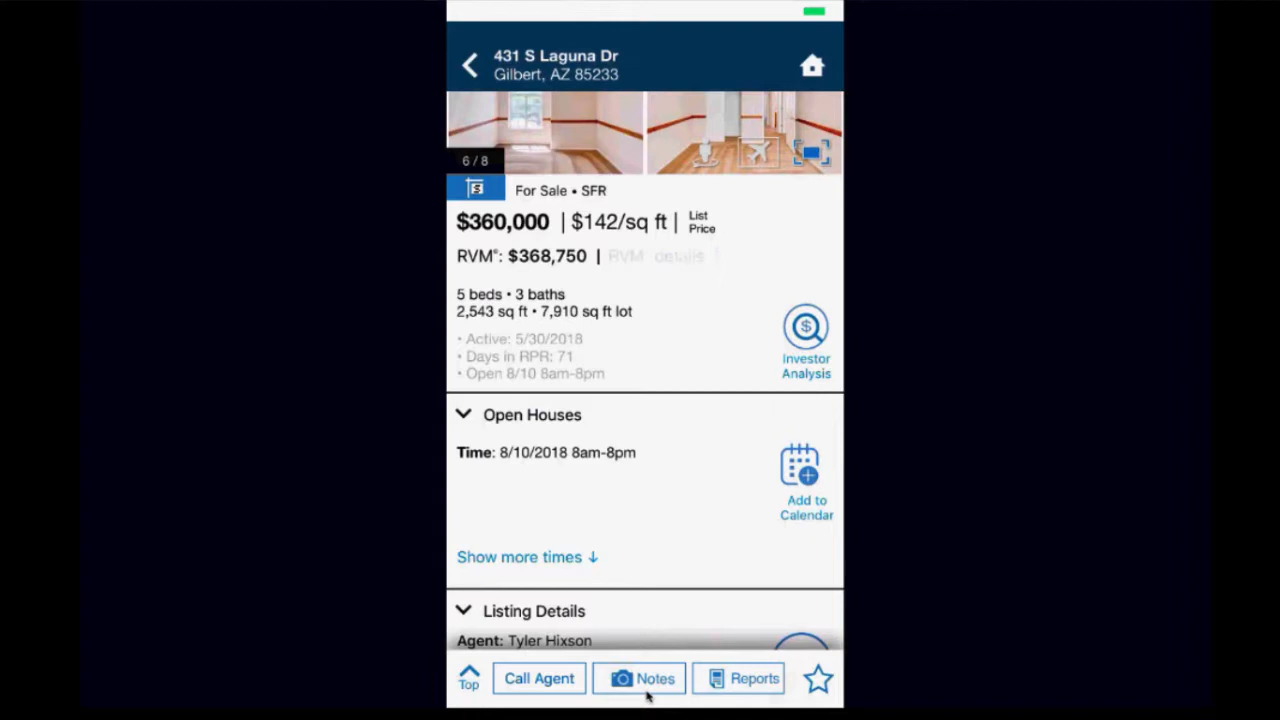 431 S Laguna Dr
Gilbert, AZ 85233
6 / 8
S
For Sale • SFR
$360,000 | $142/sq ft | List Price
RVM®: $368,750 | RVM details
5 beds • 3 baths
2,543 sq ft • 7,910 sq ft lot
• Active: 5/30/2018
• Days in RPR: 71
• Open 8/10 8am-8pm
$
Investor
Analysis
Open Houses
Time: 8/10/2018 8am-8pm
Add to
Calendar
Show more times ↓
Listing Details
Agent: Tyler Hixson
Top
Call Agent
Notes
Reports